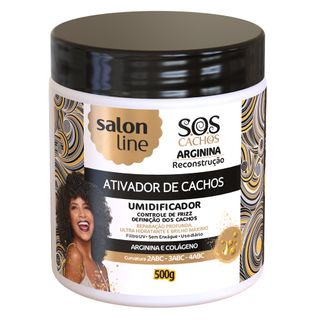 salon
line
SOS
CACHOS
ARGININA
Reconstrução
ATIVADOR DE CACHOS
UMIDIFICADOR
CONTROLE DE FRIZZ
DEFINIÇÃO DOS CACHOS
REPARAÇÃO PROFUNDA,
ULTRA HIDRATANTE E BRILHO MÁXIMO
Filtro UV - Sem Enxágue - Uso diário
ARGININA E COLÁGENO
Curvatura 2ABC - 3ABC - 4ABC
500g